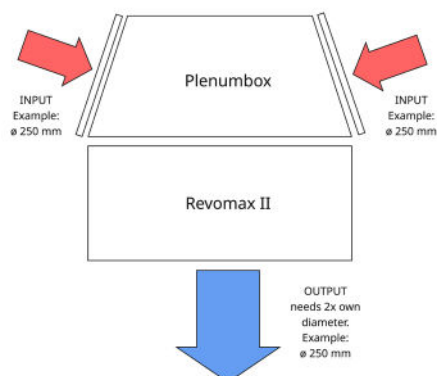 Plenumbox
INPUT
Example:
ø 250 mm
INPUT
Example:
ø 250 mm
Revomax II
OUTPUT
needs 2x own
diameter.
Example:
ø 250 mm